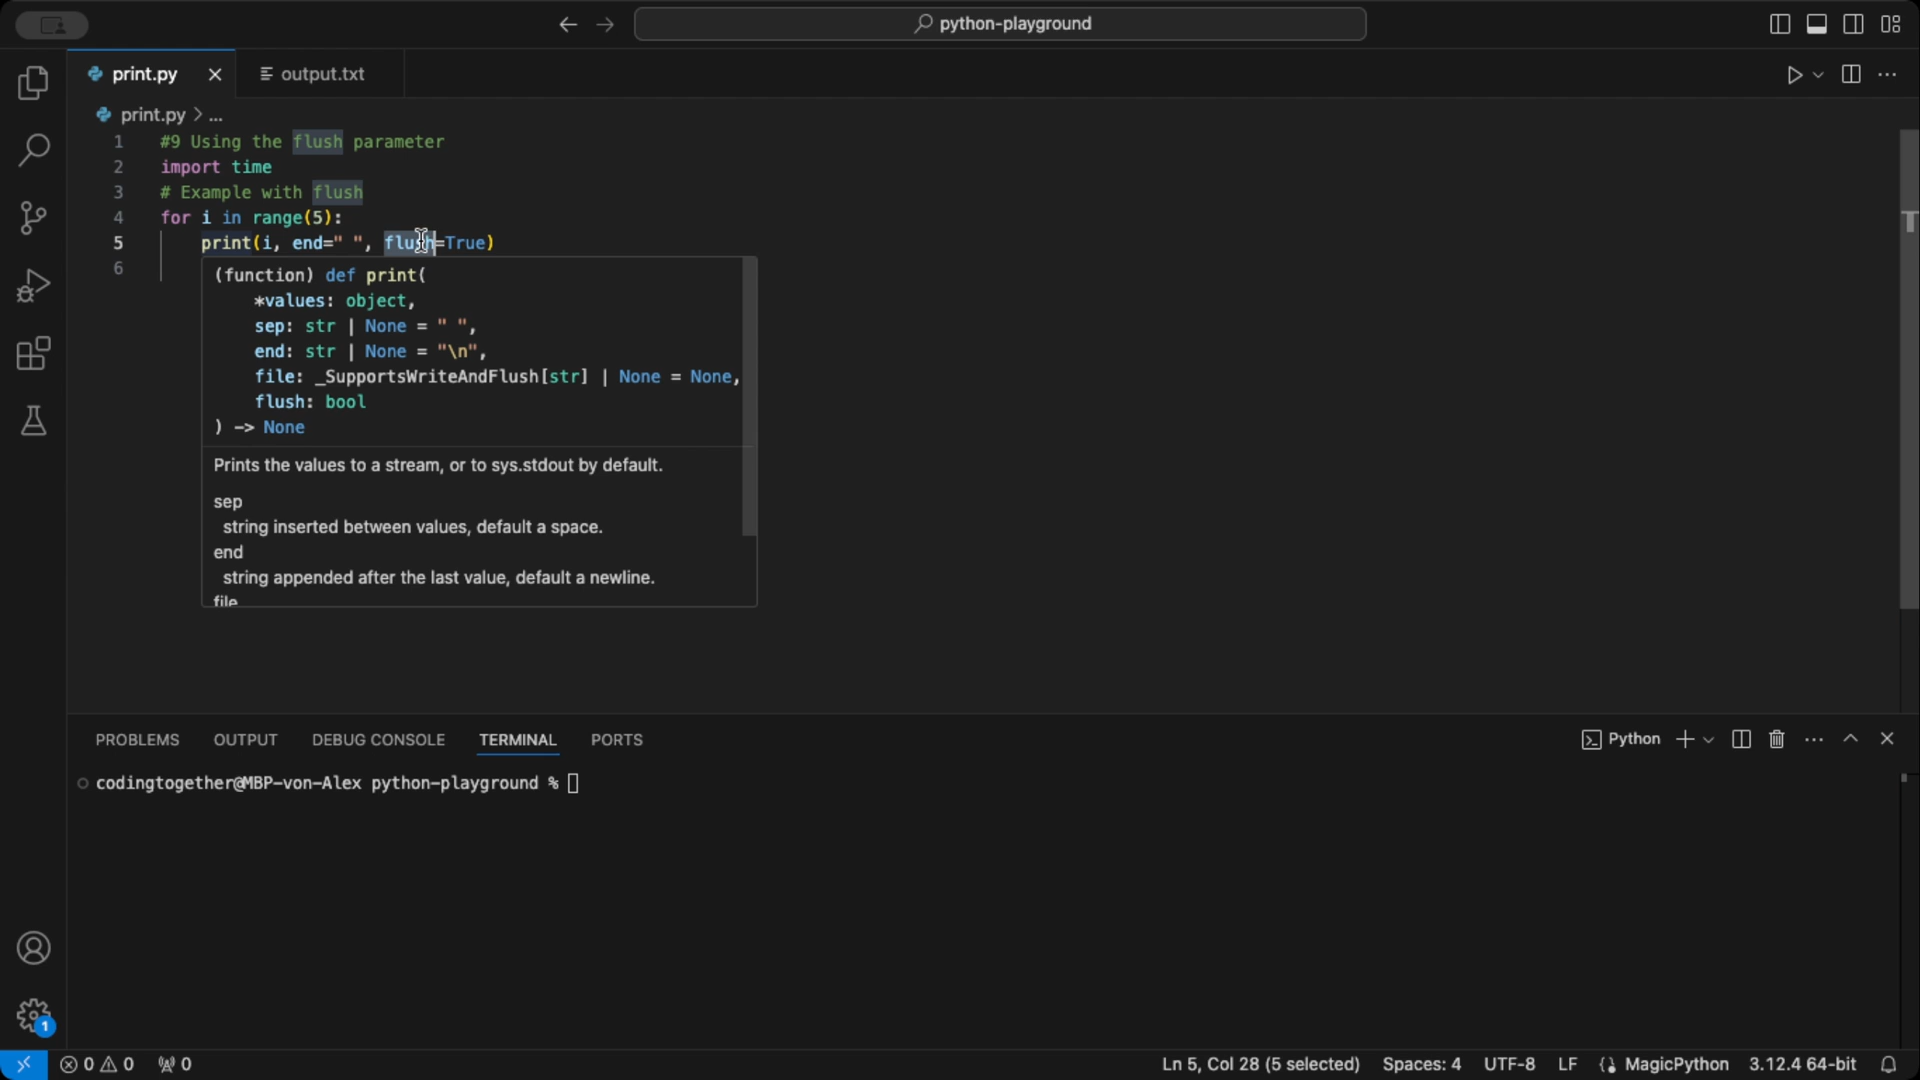 python-playground
print.py
output.txt
print.py > ...
1 #9 Using the flush parameter
2 import time
3 # Example with flush
4 for i in range(5):
5 print(i, end=" ", flush=True)
6
(function) def print(
*values: object,
sep: str | None = " ",
end: str | None = "\n",
file: _SupportsWriteAndFlush[str] | None = None,
flush: bool
) -> None
Prints the values to a stream, or to sys.stdout by default.
sep
string inserted between values, default a space.
end
string appended after the last value, default a newline.
file
PROBLEMS OUTPUT DEBUG CONSOLE TERMINAL PORTS
Python
codingtogether@MBP-von-Alex python-playground %
1
0 0 0 Ln 5, Col 28 (5 selected) Spaces: 4 UTF-8 LF MagicPython 3.12.4 64-bit